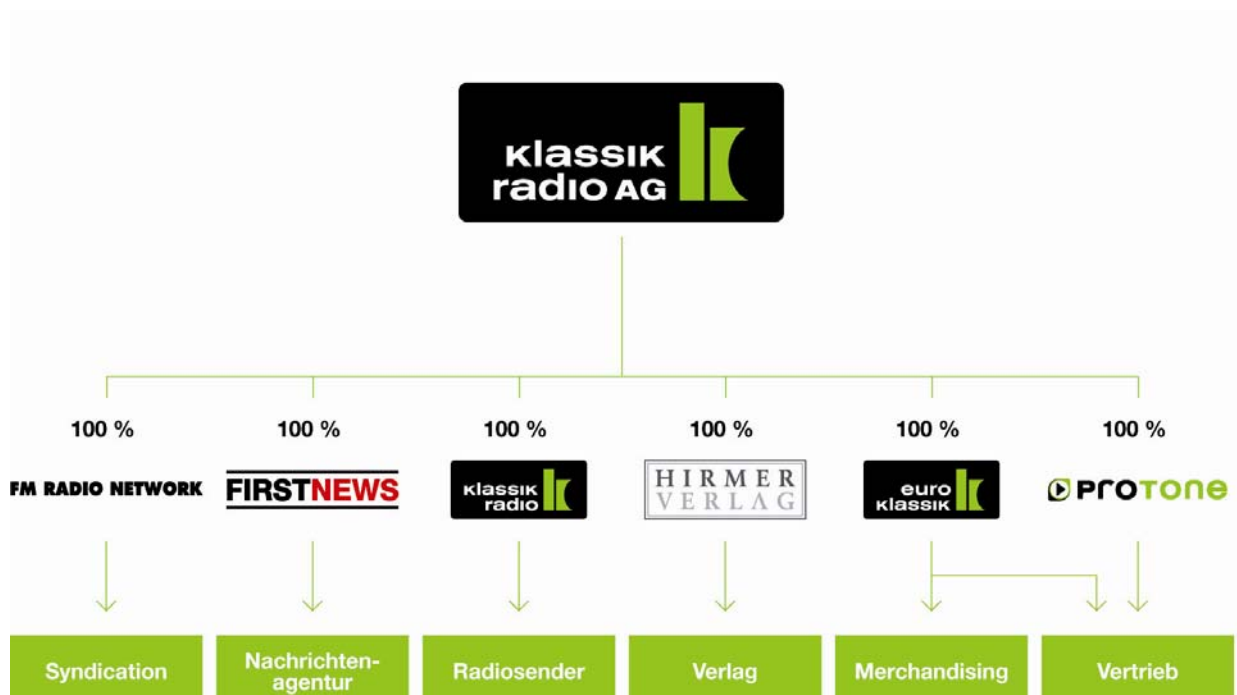 Klassik
radio AG
100 % 100 % 100 % 100 % 100 % 100 %
FM RADIO NETWORK
FIRSTNEWS
Klassik
radio
HIRMER
VERLAG
euro
Klassik
PROTONE
Syndication
Nachrichten-
agentur
Radiosender
Verlag
Merchandising
Vertrieb